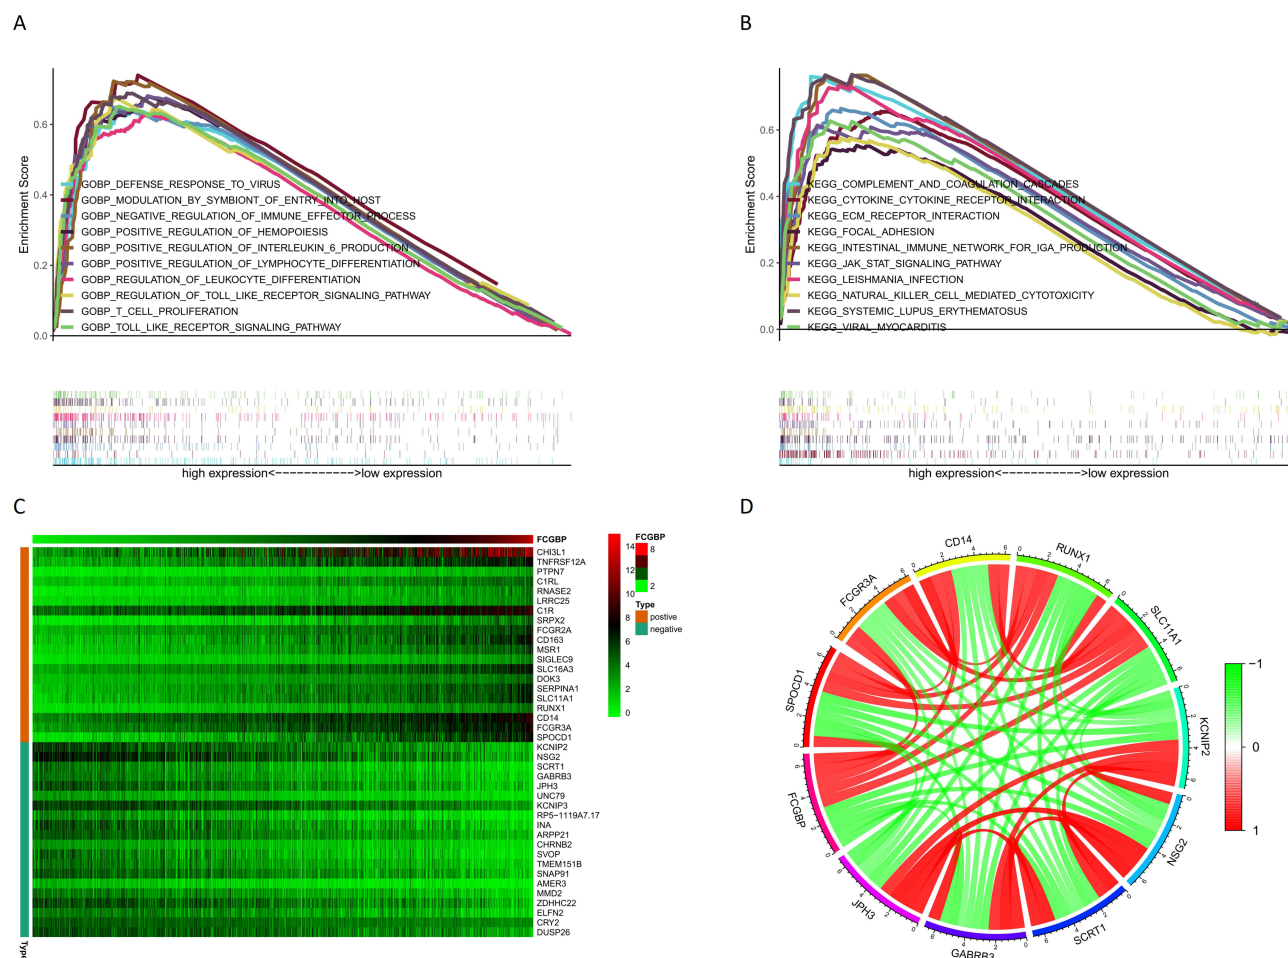 A
Enrichment Score
0.6
0.4
0.2
0.0
GOBP_DEFENSE_RESPONSE_TO_VIRUS
GOBP_MODULATION_BY_SYMBIONT_OF_ENTRY_INTO_HOST
GOBP_NEGATIVE_REGULATION_OF_IMMUNE_EFFECTOR_PROCESS
GOBP_POSITIVE_REGULATION_OF_HEMOPOIESIS
GOBP_POSITIVE_REGULATION_OF_INTERLEUKIN_6_PRODUCTION
GOBP_POSITIVE_REGULATION_OF_LYMPHOCYTE_DIFFERENTIATION
GOBP_REGULATION_OF_LEUKOCYTE_DIFFERENTIATION
GOBP_REGULATION_OF_TOLL_LIKE_RECEPTOR_SIGNALING_PATHWAY
GOBP_T_CELL_PROLIFERATION
GOBP_TOLL_LIKE_RECEPTOR_SIGNALING_PATHWAY
high expression<------------->low expression
B
Enrichment Score
0.6
0.4
0.2
0.0
KEGG_COMPLEMENT_AND_COAGULATION_CASCADES
KEGG_CYTOKINE_CYTOKINE_RECEPTOR_INTERACTION
KEGG_ECM_RECEPTOR_INTERACTION
KEGG_FOCAL_ADHESION
KEGG_INTESTINAL_IMMUNE_NETWORK_FOR_IGA_PRODUCTION
KEGG_JAK_STAT_SIGNALING_PATHWAY
KEGG_LEISHMANIA_INFECTION
KEGG_NATURAL_KILLER_CELL_MEDIATED_CYTOTOXICITY
KEGG_SYSTEMIC_LUPUS_ERYTHEMATOSUS
KEGG_VIRAL_MYOCARDITIS
high expression<------------->low expression
C
FCGBP
CHI3L1
TNFRSF12A
PTPN7
C1RL
RNASE2
LRRC25
C1R
SRPX2
FCGR2A
CD163
MSR1
SIGLEC9
SLC16A3
DOK3
SERPINA1
SLC11A1
RUNX1
CD14
FCGR3A
SPOCD1
KCNIP2
NSG2
SCRT1
GABRB3
JPH3
UNC79
KCNIP3
RP5-1119A7.17
INA
ARPP21
CHRNB2
SVOP
TMEM151B
SNAP91
AMER3
MMD2
ZDHHC22
ELFN2
CRY2
DUSP26
14
12
10
8
6
4
2
0
FCGBP
8
2
Type
postive
negative
D
CD14
RUNX1
SLC11A1
KCNIP2
NSG2
SCRT1
GABRB3
JPH3
FCGBP
SPOCD1
FCGR3A
-1
0
1